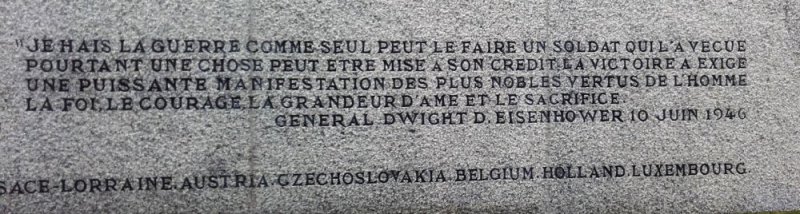 "JE HAIS LA GUERRE COMME SEUL PEUT LE FAIRE UN SOLDAT QUI L'A VECUE
POURTANT UNE CHOSE PEUT ETRE MISE A SON CREDIT. LA VICTOIRE A EXIGE
UNE PUISSANTE MANIFESTATION DES PLUS NOBLES VERTUS DE L'HOMME
LA FOI, LE COURAGE, LA GRANDEUR D'AME ET LE SACRIFICE.
GENERAL DWIGHT D. EISENHOWER 10 JUIN 1946
SACE-LORRAINE. AUSTRIA. CZECHOSLOVAKIA. BELGIUM. HOLLAND. LUXEMBOURG